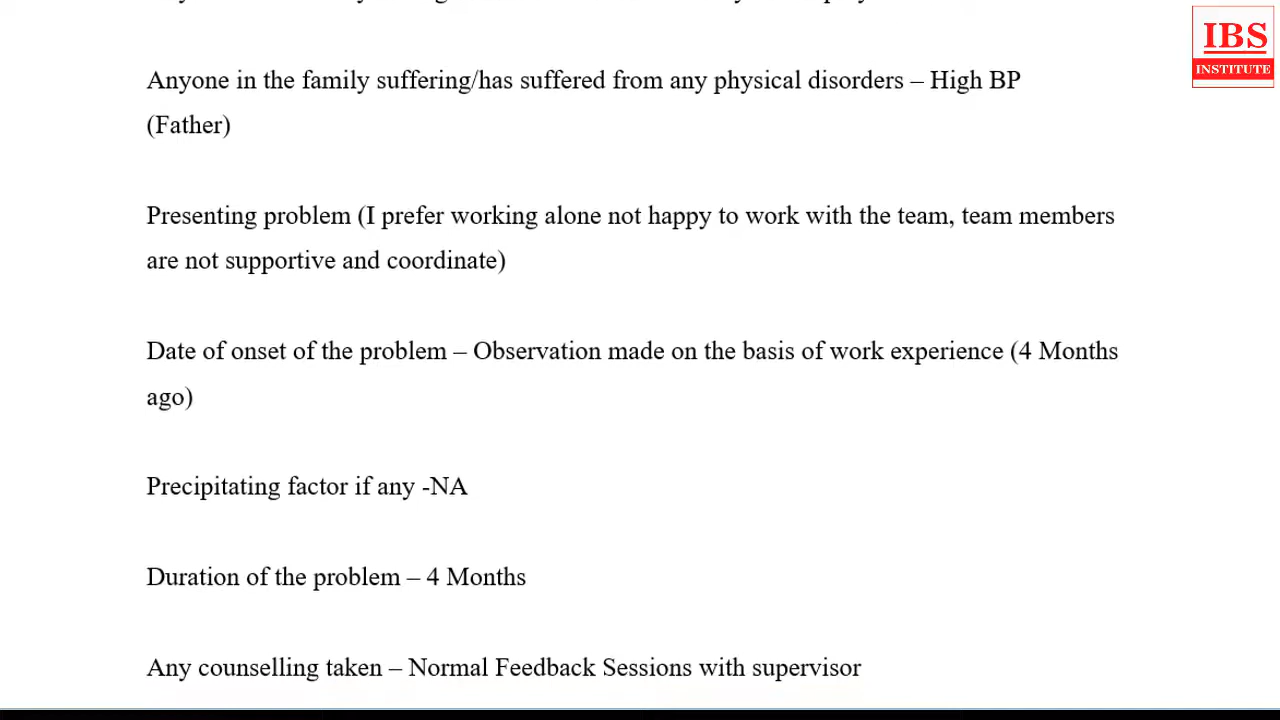 IBS
INSTITUTE
Anyone in the family suffering/has suffered from any physical disorders – High BP
(Father)
Presenting problem (I prefer working alone not happy to work with the team, team members
are not supportive and coordinate)
Date of onset of the problem – Observation made on the basis of work experience (4 Months
ago)
Precipitating factor if any -NA
Duration of the problem – 4 Months
Any counselling taken – Normal Feedback Sessions with supervisor